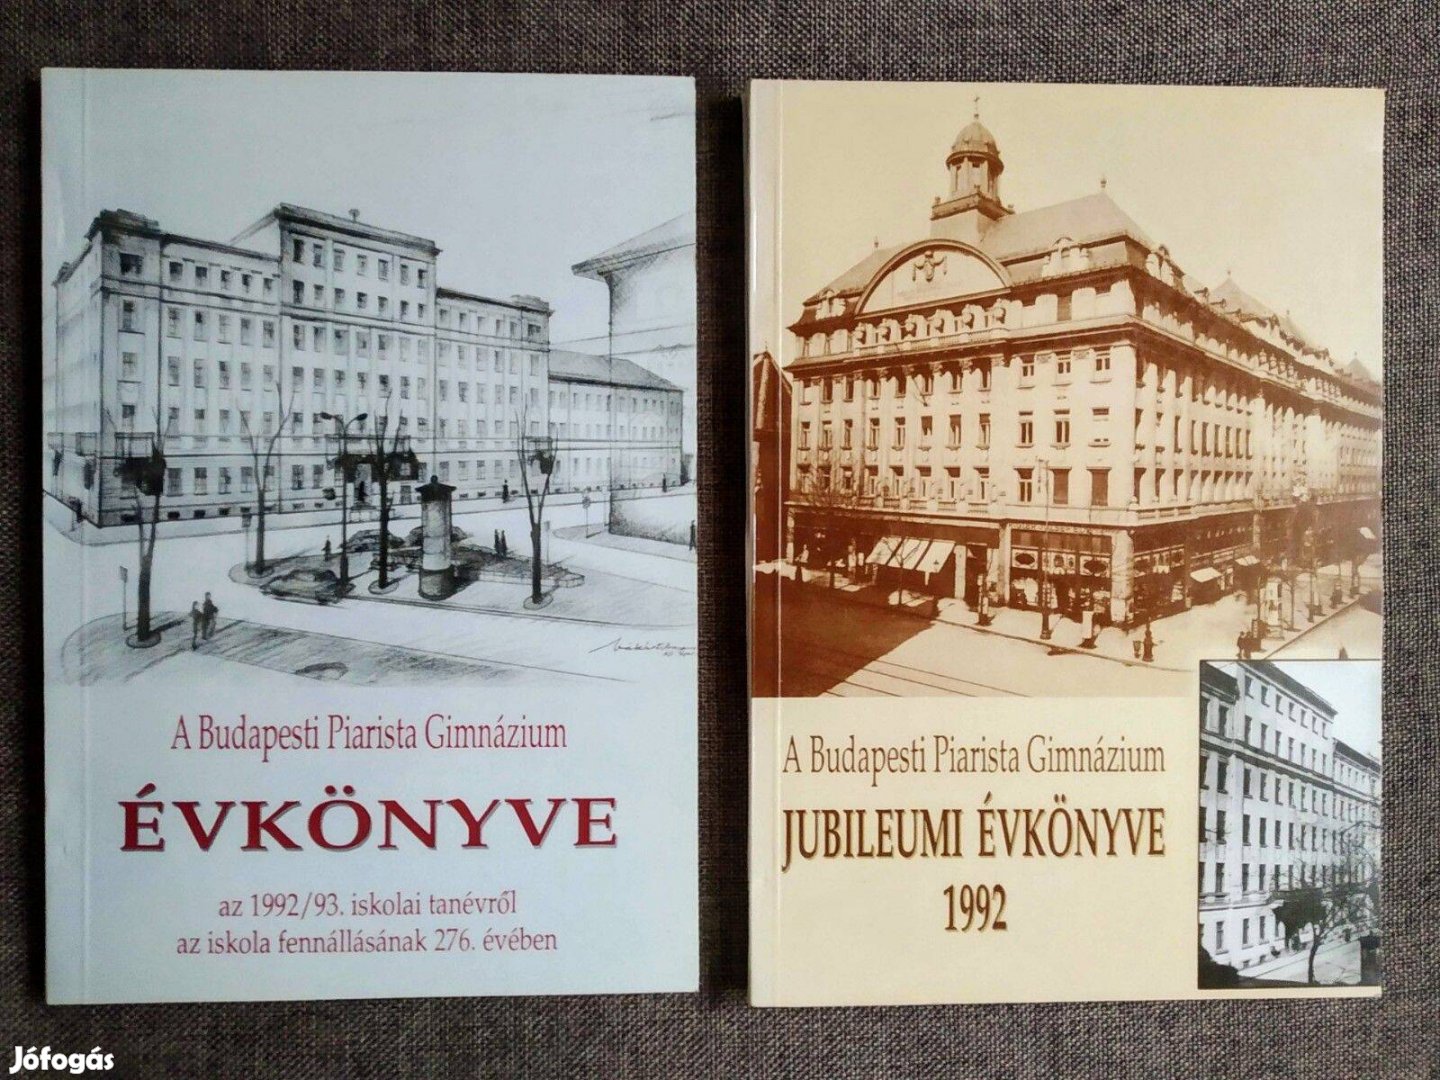 A Budapesti Piarista Gimnázium
ÉVKÖNYVE
az 1992/93. iskolai tanévről
az iskola fennállásának 276. évében
A Budapesti Piarista Gimnázium
JUBILEUMI ÉVKÖNYVE
1992
Jófogás